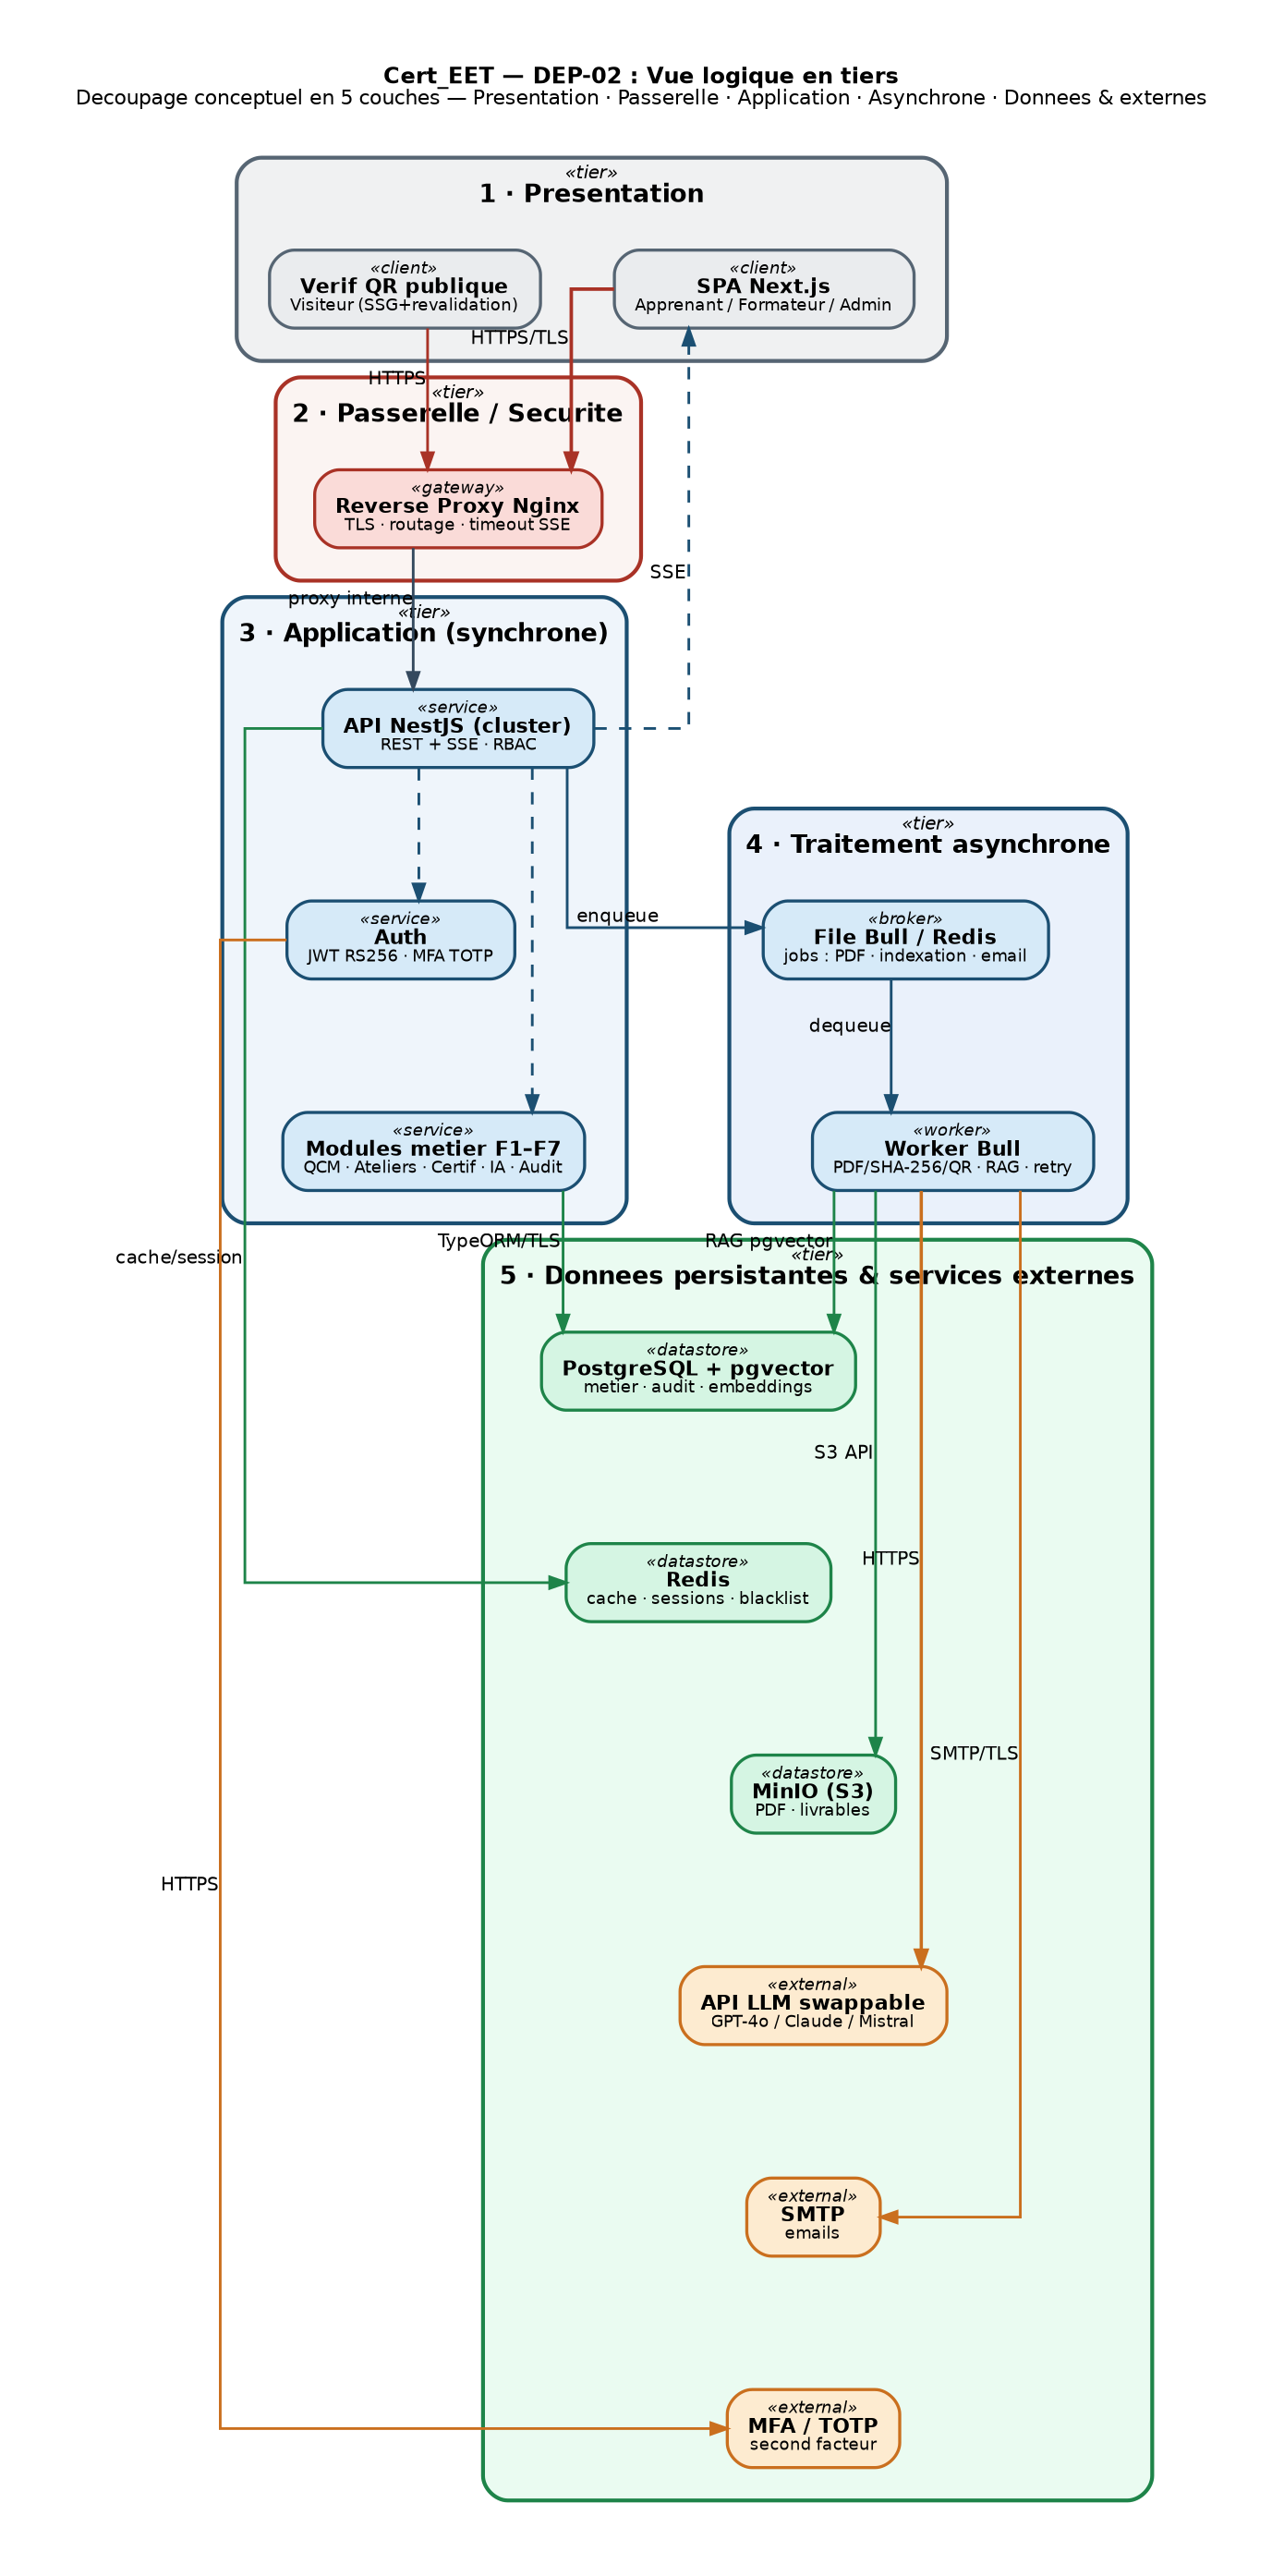 Cert_EET — DEP-02 : Vue logique en tiers
Decoupage conceptuel en 5 couches — Presentation · Passerelle · Application · Asynchrone · Donnees & externes
«tier»
1 · Presentation
«client»
Verif QR publique
Visiteur (SSG+revalidation)
«client»
SPA Next.js
Apprenant / Formateur / Admin
HTTPS/TLS
HTTPS
«tier»
2 · Passerelle / Securite
«gateway»
Reverse Proxy Nginx
TLS · routage · timeout SSE
SSE
proxy interne
«tier»
3 · Application (synchrone)
«service»
API NestJS (cluster)
REST + SSE · RBAC
«tier»
4 · Traitement asynchrone
enqueue
«service»
Auth
JWT RS256 · MFA TOTP
«broker»
File Bull / Redis
jobs : PDF · indexation · email
dequeue
«service»
Modules metier F1–F7
QCM · Ateliers · Certif · IA · Audit
«worker»
Worker Bull
PDF/SHA-256/QR · RAG · retry
cache/session
TypeORM/TLS
RAG pgvector
«tier»
5 · Donnees persistantes & services externes
«datastore»
PostgreSQL + pgvector
metier · audit · embeddings
S3 API
HTTPS
«datastore»
Redis
cache · sessions · blacklist
SMTP/TLS
«datastore»
MinIO (S3)
PDF · livrables
HTTPS
«external»
API LLM swappable
GPT-4o / Claude / Mistral
«external»
SMTP
emails
«external»
MFA / TOTP
second facteur